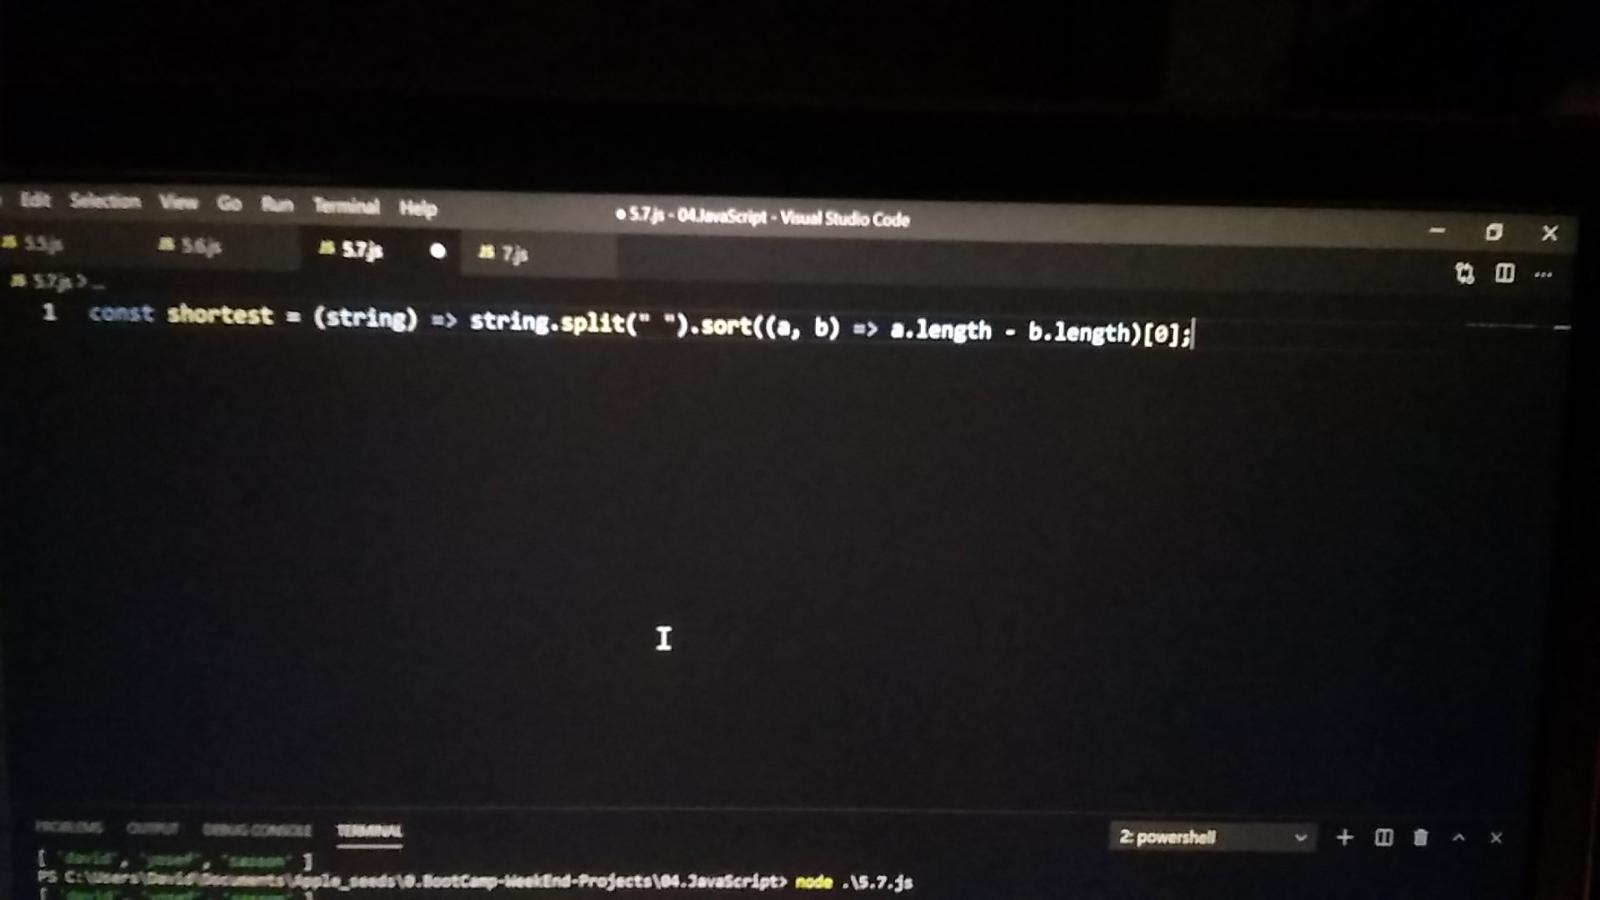 Edit Selection View Go Run Terminal Help
● 5.7.js - 04.JavaScript - Visual Studio Code
JS 5.5.js JS 5.6.js JS 5.7.js ● JS 7.js
JS 5.7.js > ...
1 const shortest = (string) => string.split(" ").sort((a, b) => a.length - b.length)[0];
PROBLEMS OUTPUT DEBUG CONSOLE TERMINAL
2: powershell
[ 'david', 'yosef', 'sasson' ]
PS C:\Users\David\Documents\Apple_seeds\0.BootCamp-WeekEnd-Projects\04.JavaScript> node .\5.7.js
[ 'david', 'yosef', 'sasson' ]